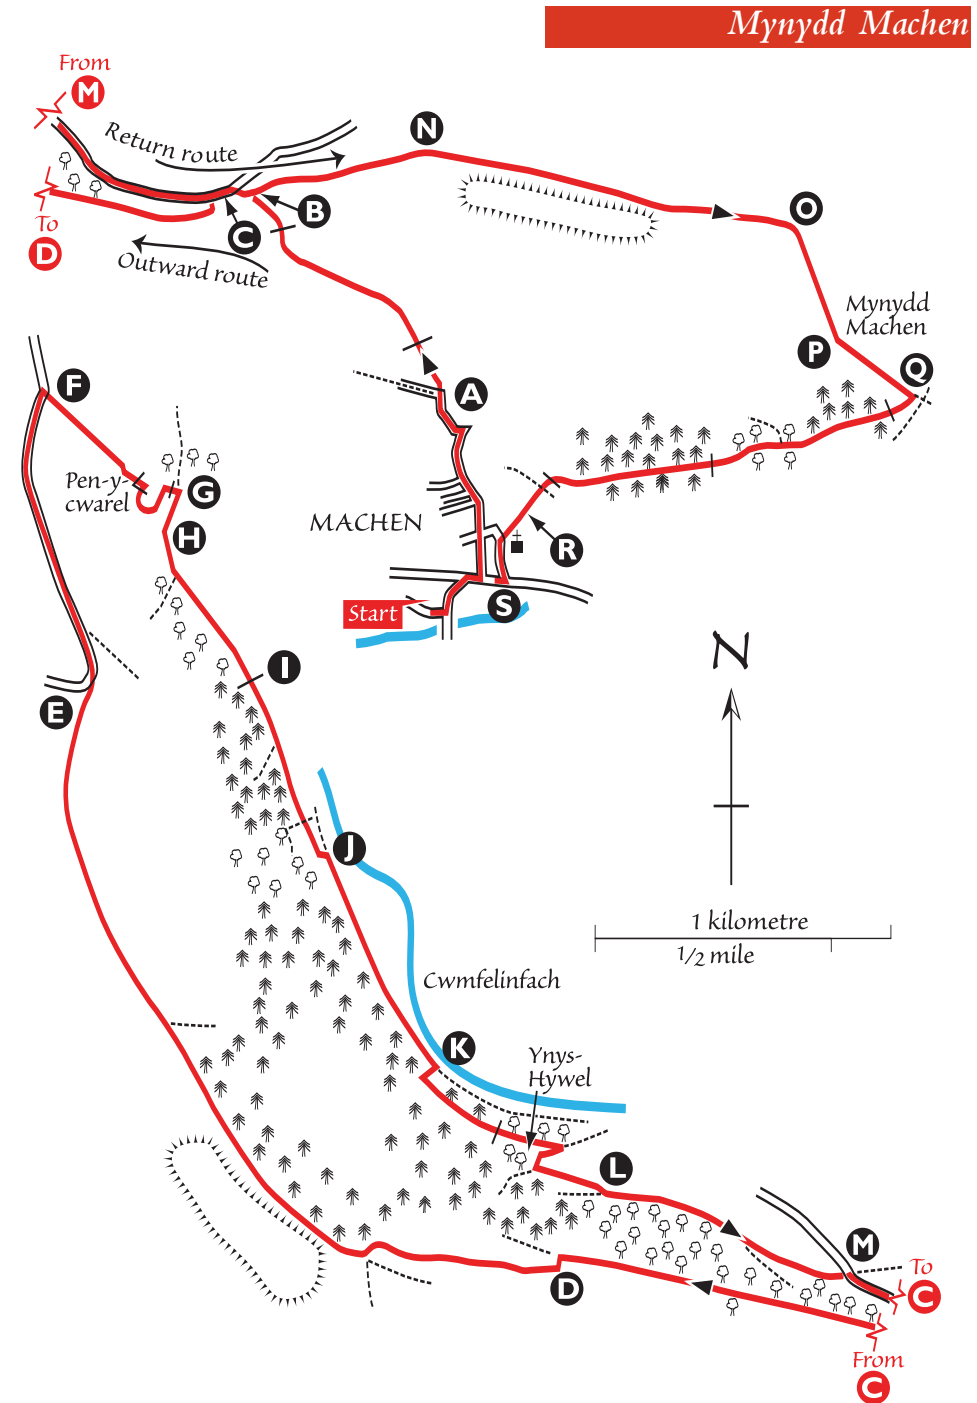 Mynydd Machen
From
M
Return route
N
B
C
To
D
Outward route
O
Mynydd
Machen
P
Q
F
A
Pen-y-
cwarel
G
H
MACHEN
R
Start
S
I
E
N
J
1 kilometre
1/2 mile
Cwmfelinfach
K
Ynys-
Hywel
L
M
To
C
D
From
C